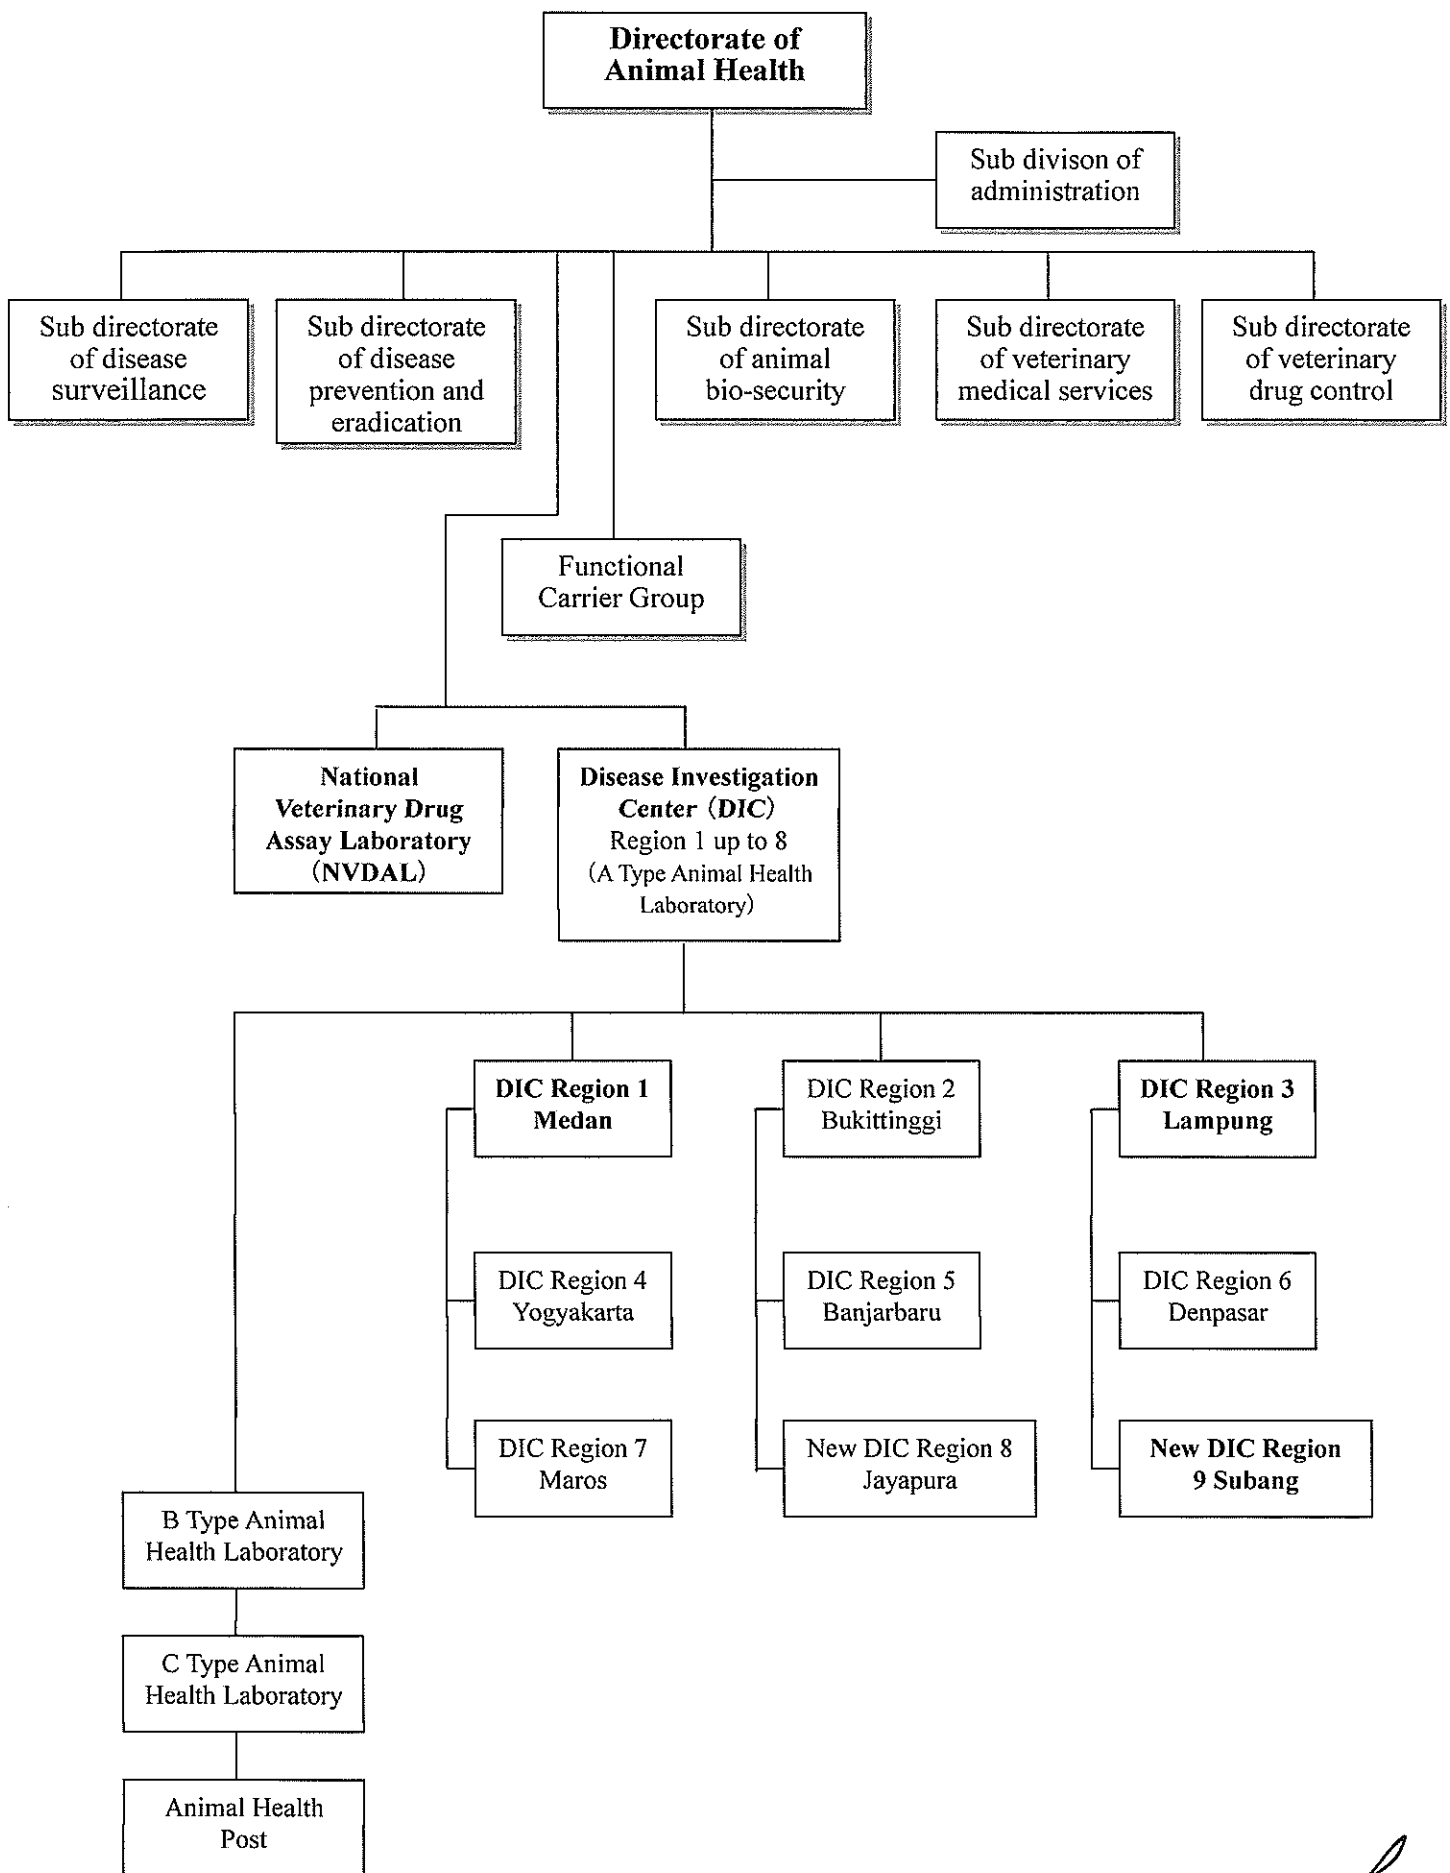 Directorate of
Animal Health
Sub divison of
administration
Sub directorate
of disease
surveillance
Sub directorate
of disease
prevention and
eradication
Sub directorate
of animal
bio-security
Sub directorate
of veterinary
medical services
Sub directorate
of veterinary
drug control
Functional
Carrier Group
National
Veterinary Drug
Assay Laboratory
(NVDAL)
Disease Investigation
Center (DIC)
Region 1 up to 8
(A Type Animal Health
Laboratory)
DIC Region 1
Medan
DIC Region 2
Bukittinggi
DIC Region 3
Lampung
DIC Region 4
Yogyakarta
DIC Region 5
Banjarbaru
DIC Region 6
Denpasar
DIC Region 7
Maros
New DIC Region 8
Jayapura
New DIC Region
9 Subang
B Type Animal
Health Laboratory
C Type Animal
Health Laboratory
Animal Health
Post